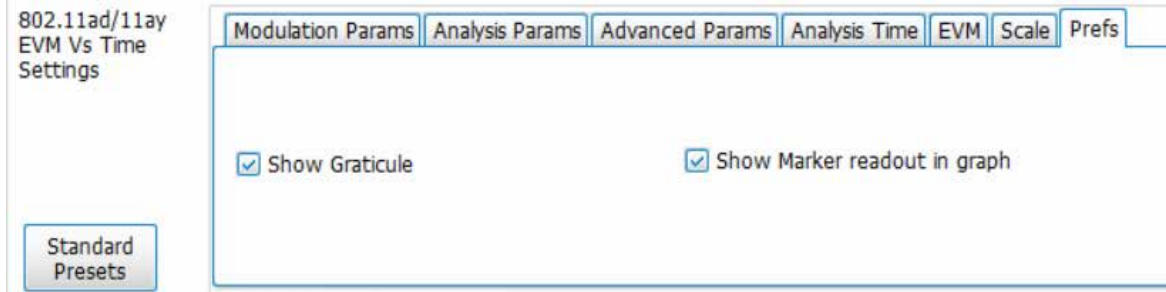 802.11ad/11ay
EVM Vs Time
Settings
Modulation Params Analysis Params Advanced Params Analysis Time EVM Scale Prefs
Show Graticule Show Marker readout in graph
Standard
Presets